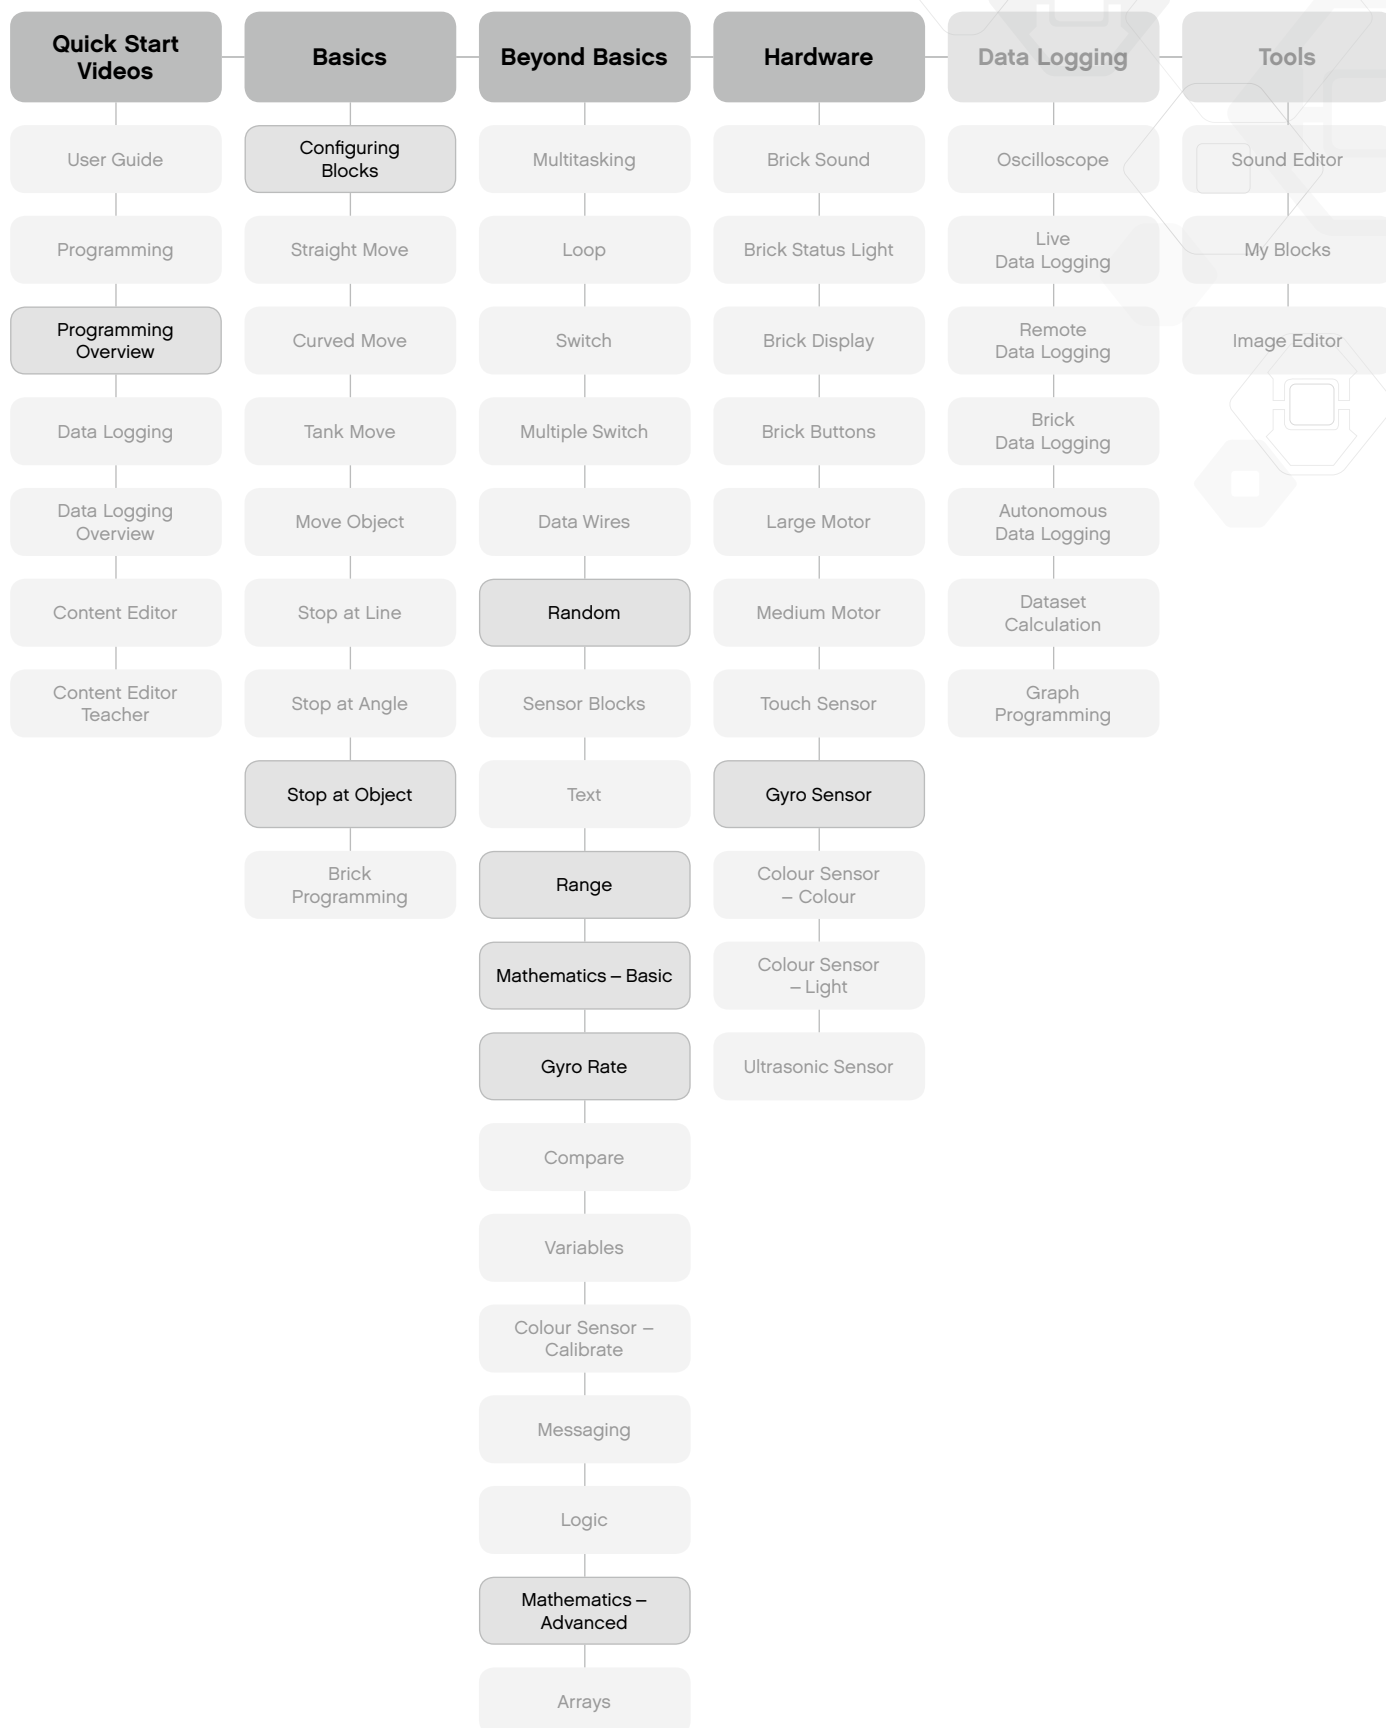 Quick Start
Videos
Basics
Beyond Basics
Hardware
Data Logging
Tools
User Guide
Programming
Programming
Overview
Data Logging
Data Logging
Overview
Content Editor
Content Editor
Teacher
Configuring
Blocks
Straight Move
Curved Move
Tank Move
Move Object
Stop at Line
Stop at Angle
Stop at Object
Brick
Programming
Multitasking
Loop
Switch
Multiple Switch
Data Wires
Random
Sensor Blocks
Text
Range
Mathematics – Basic
Gyro Rate
Compare
Variables
Colour Sensor –
Calibrate
Messaging
Logic
Mathematics –
Advanced
Arrays
Brick Sound
Brick Status Light
Brick Display
Brick Buttons
Large Motor
Medium Motor
Touch Sensor
Gyro Sensor
Colour Sensor
– Colour
Colour Sensor
– Light
Ultrasonic Sensor
Oscilloscope
Live
Data Logging
Remote
Data Logging
Brick
Data Logging
Autonomous
Data Logging
Dataset
Calculation
Graph
Programming
Sound Editor
My Blocks
Image Editor